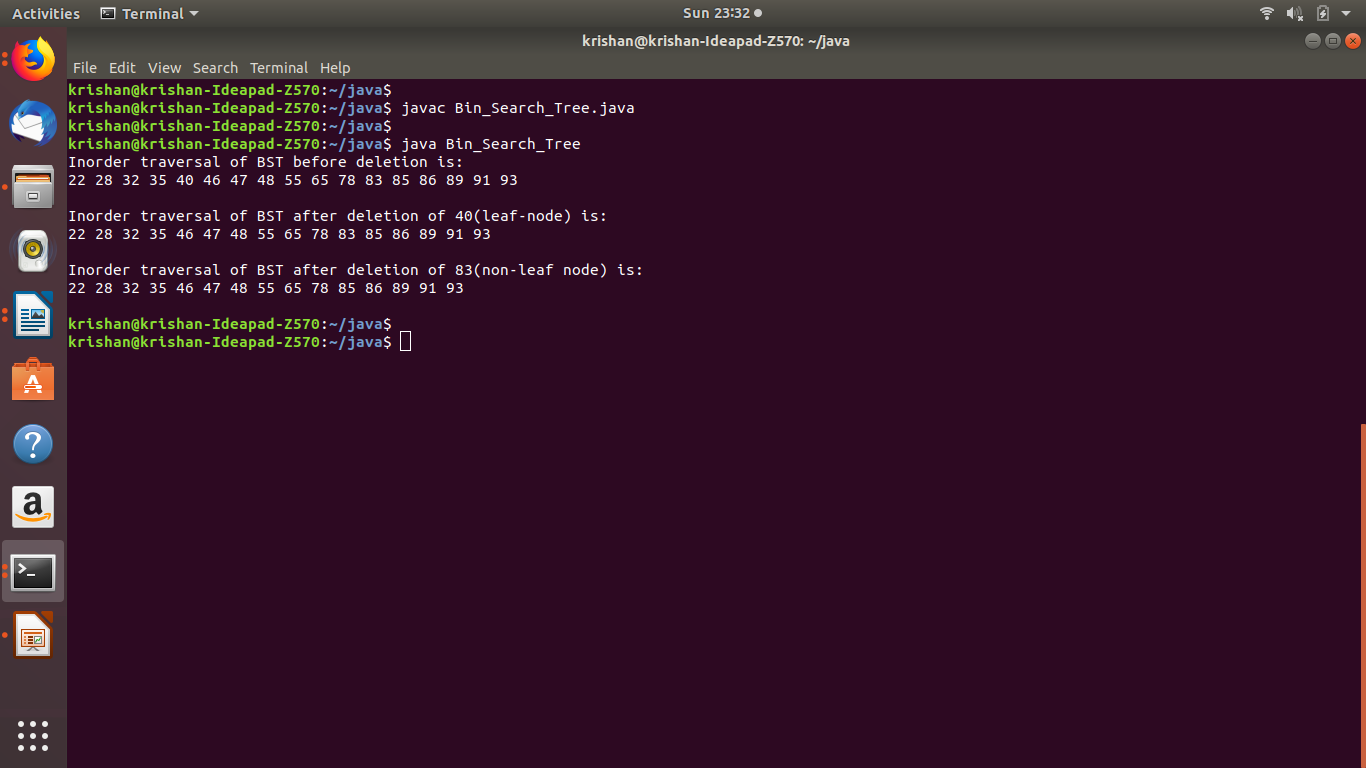 Activities Terminal Sun 23:32
krishan@krishan-Ideapad-Z570: ~/java
File Edit View Search Terminal Help
krishan@krishan-Ideapad-Z570:~/java$
krishan@krishan-Ideapad-Z570:~/java$ javac Bin_Search_Tree.java
krishan@krishan-Ideapad-Z570:~/java$
krishan@krishan-Ideapad-Z570:~/java$ java Bin_Search_Tree
Inorder traversal of BST before deletion is:
22 28 32 35 40 46 47 48 55 65 78 83 85 86 89 91 93
Inorder traversal of BST after deletion of 40(leaf-node) is:
22 28 32 35 46 47 48 55 65 78 83 85 86 89 91 93
Inorder traversal of BST after deletion of 83(non-leaf node) is:
22 28 32 35 46 47 48 55 65 78 85 86 89 91 93
krishan@krishan-Ideapad-Z570:~/java$
krishan@krishan-Ideapad-Z570:~/java$